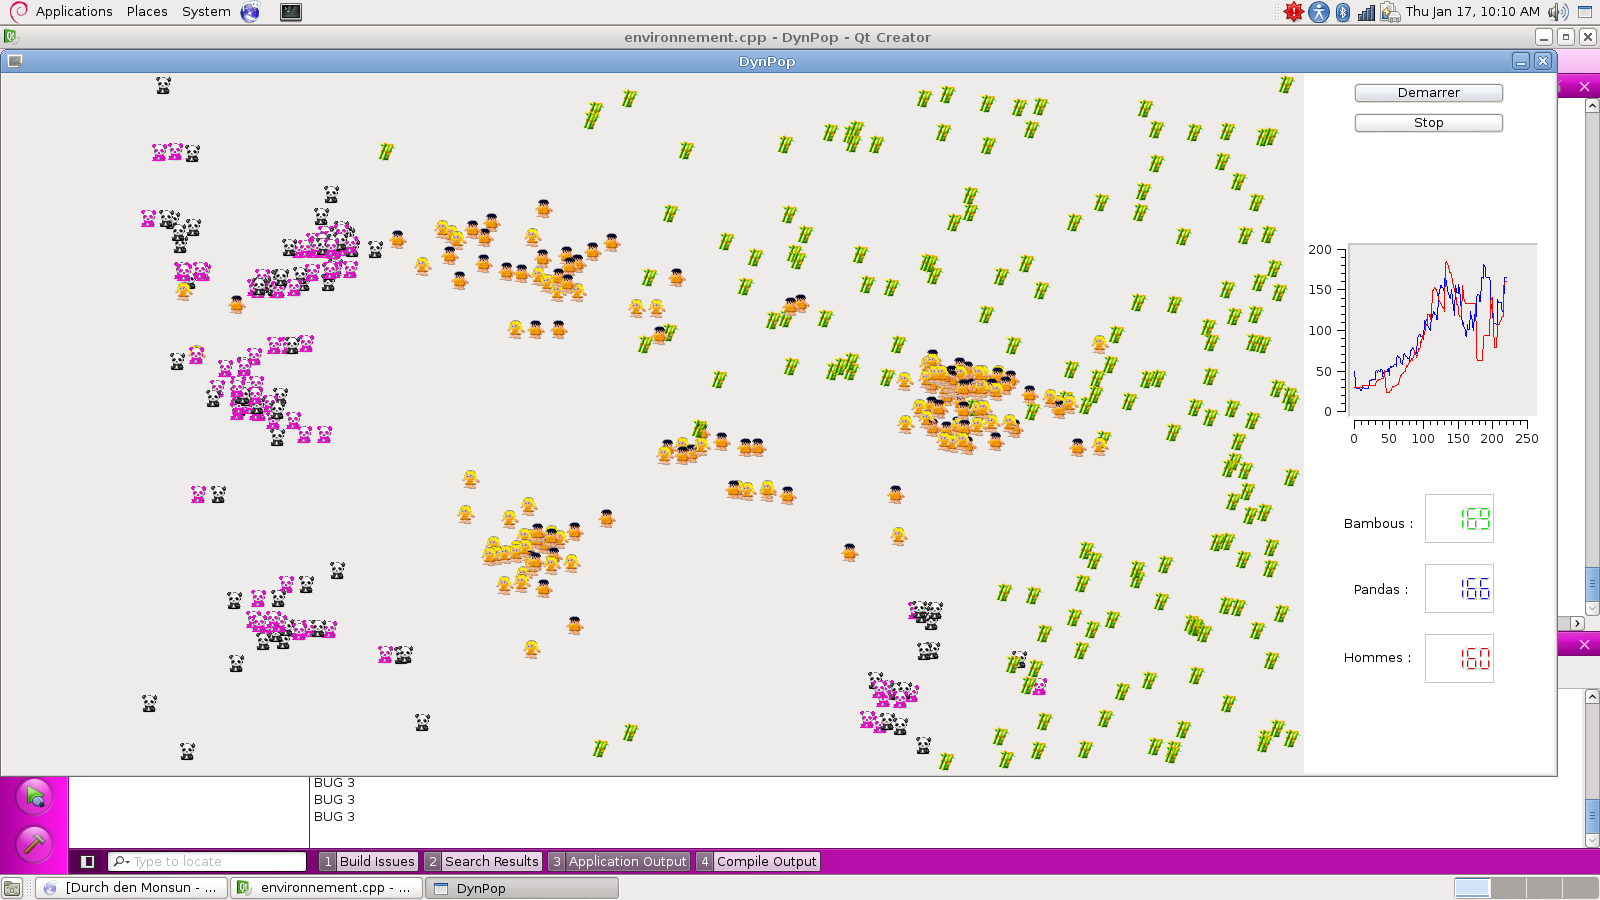 Applications Places System Thu Jan 17, 10:10 AM
environnement.cpp - DynPop - Qt Creator
DynPop
Demarrer
Stop
200
150
100
50
0
0 50 100 150 200 250
Bambous : 169
Pandas : 166
Hommes : 160
BUG 3
BUG 3
BUG 3
Type to locate 1 Build Issues 2 Search Results 3 Application Output 4 Compile Output
[Durch den Monsun - ... environnement.cpp - ... DynPop